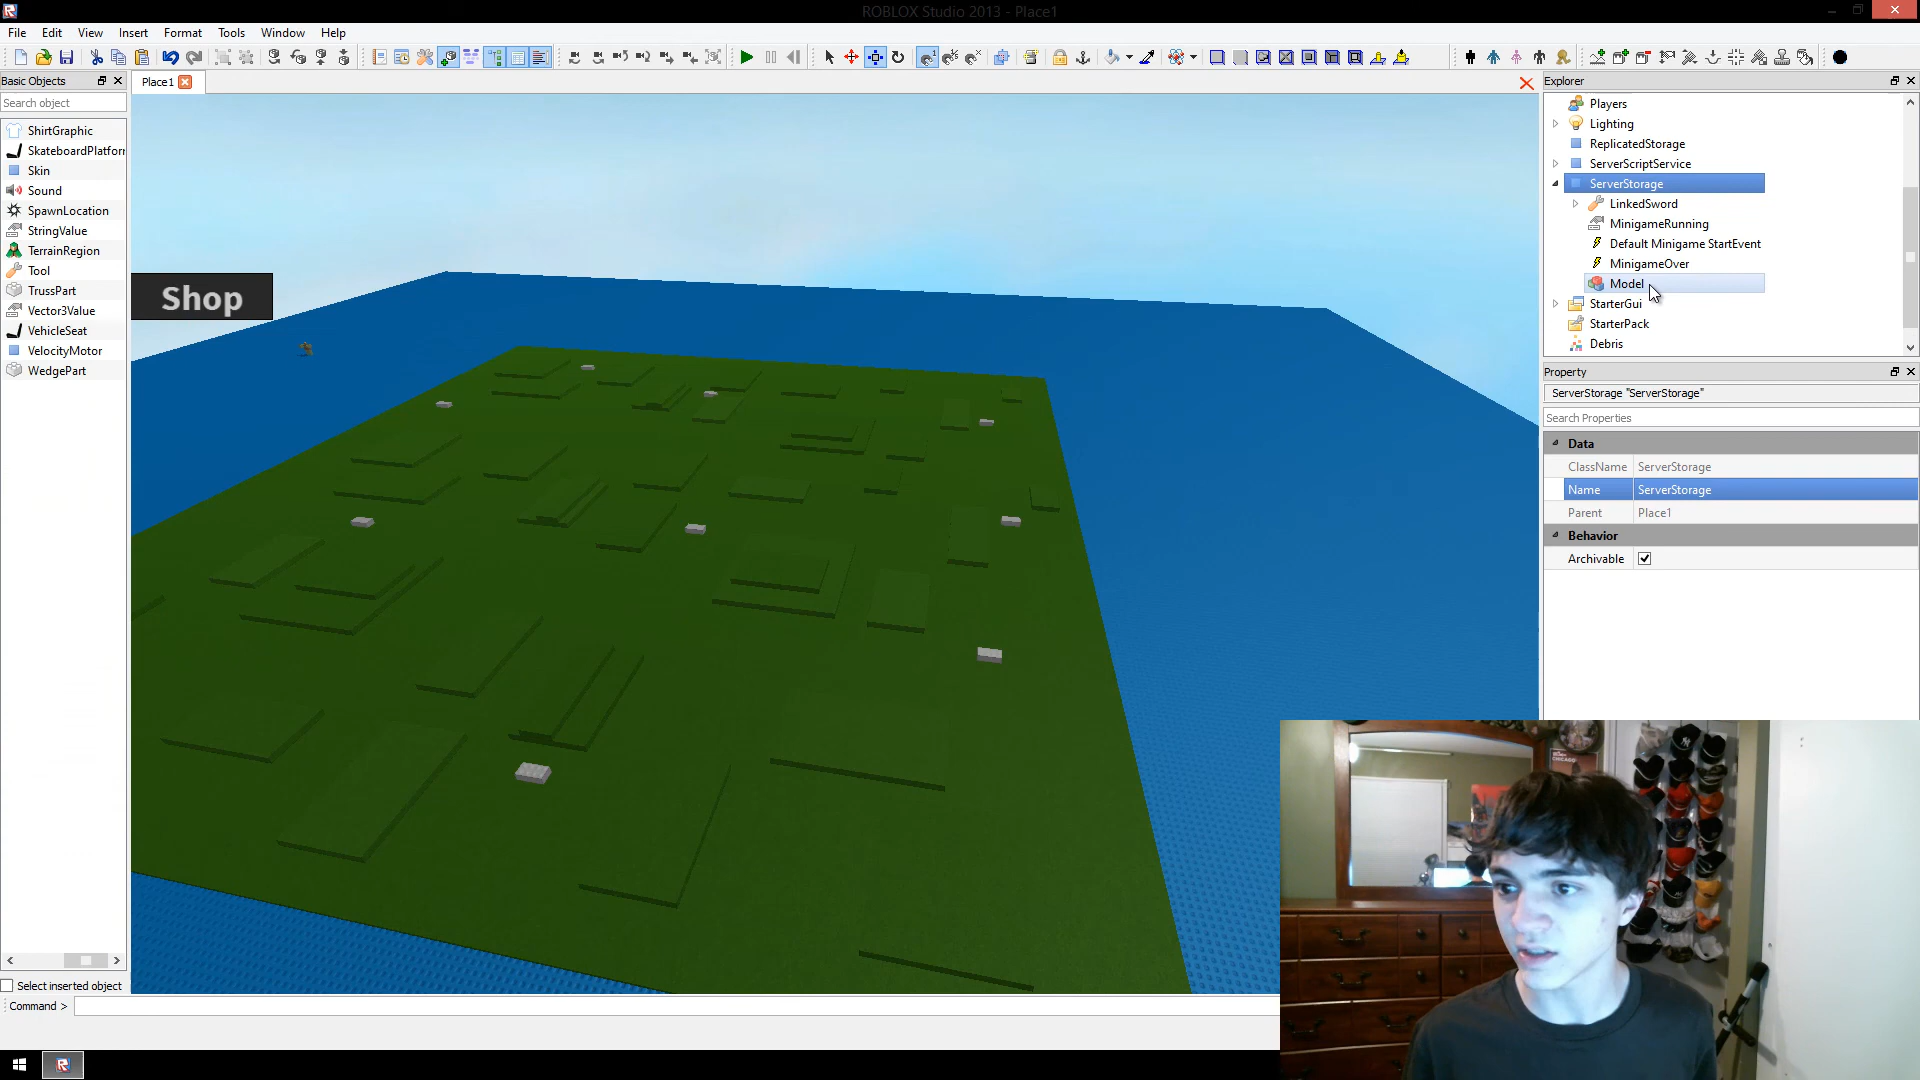 ROBLOX Studio 2013 - Place1
File Edit View Insert Format Tools Window Help
Basic Objects
Search object
ShirtGraphic
SkateboardPlatfor
Skin
Sound
SpawnLocation
StringValue
TerrainRegion
Tool
TrussPart
Vector3Value
VehicleSeat
VelocityMotor
WedgePart
Select inserted object
Command >
Place1
Shop
Explorer
Players
Lighting
ReplicatedStorage
ServerScriptService
ServerStorage
LinkedSword
MinigameRunning
Default Minigame StartEvent
MinigameOver
Model
StarterGui
StarterPack
Debris
Property
ServerStorage "ServerStorage"
Search Properties
Data
ClassName ServerStorage
Name ServerStorage
Parent Place1
Behavior
Archivable
CHICAGO